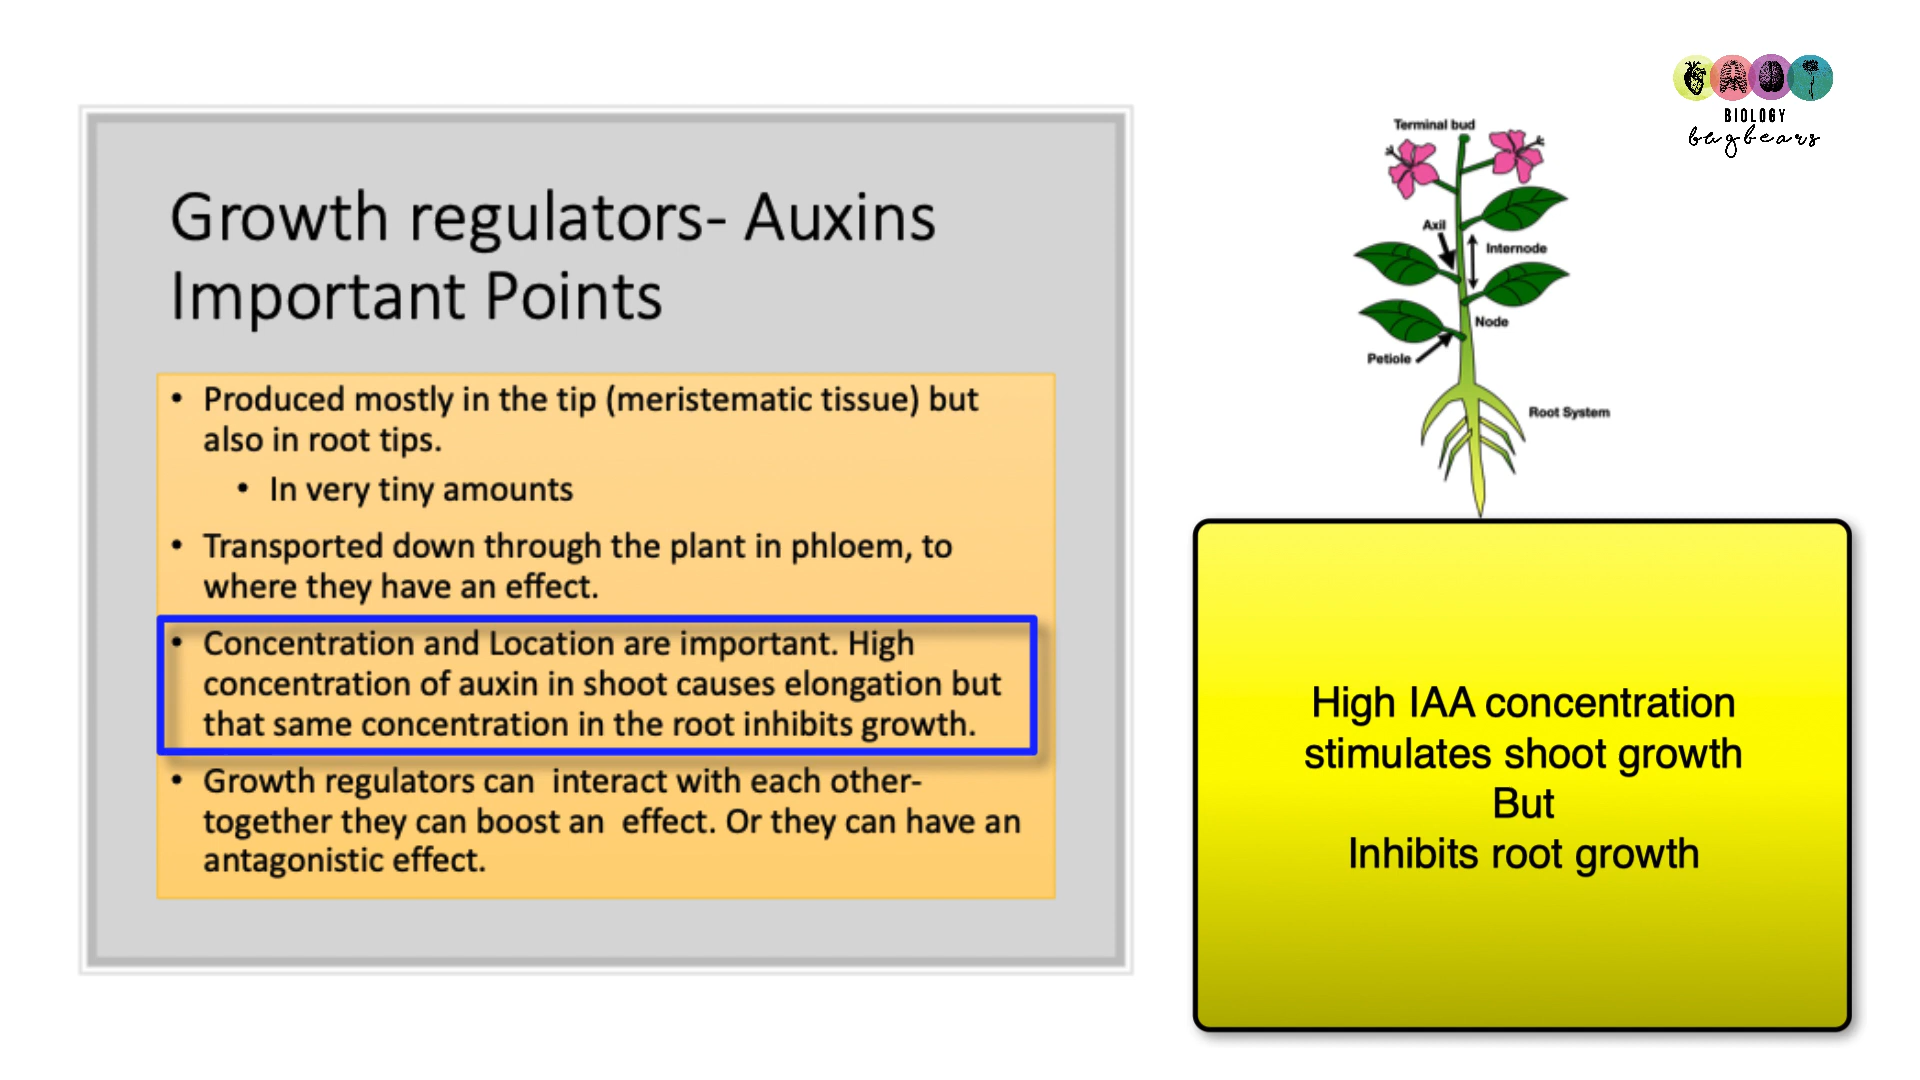 BIOLOGY
bugbears
Growth regulators- Auxins
Important Points
• Produced mostly in the tip (meristematic tissue) but
also in root tips.
• In very tiny amounts
• Transported down through the plant in phloem, to
where they have an effect.
• Concentration and Location are important. High
concentration of auxin in shoot causes elongation but
that same concentration in the root inhibits growth.
• Growth regulators can  interact with each other-
together they can boost an  effect. Or they can have an
antagonistic effect.
Terminal bud
Axil
Internode
Node
Petiole
Root System
High IAA concentration
stimulates shoot growth
But
Inhibits root growth